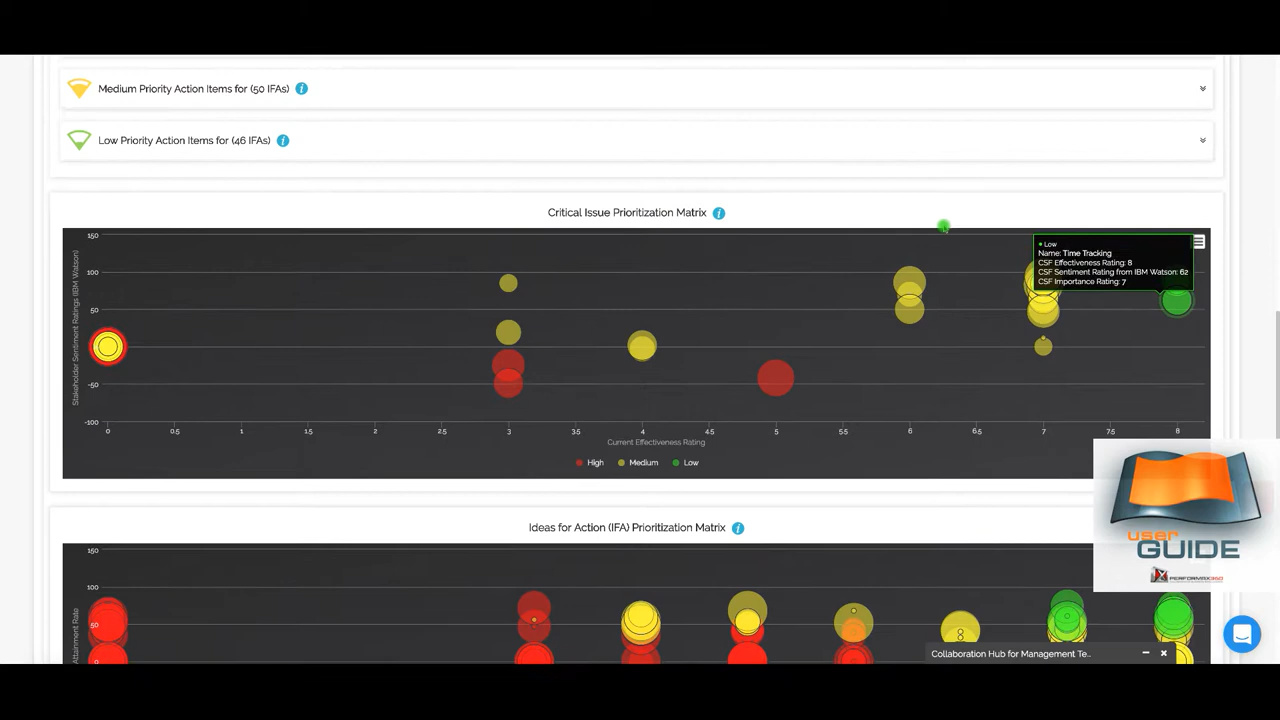 Medium Priority Action Items for (50 IFAs)
Low Priority Action Items for (46 IFAs)
Critical Issue Prioritization Matrix
Stakeholder Sentiment Ratings (IBM Watson)
150
100
50
0
-50
-100
Low
Name: Time Tracking
CSF Effectiveness Rating: 8
CSF Sentiment Rating from IBM Watson: 62
CSF Importance Rating: 7
0 0.5 1 1.5 2 2.5 3 3.5 4 4.5 5 5.5 6 6.5 7 7.5 8
Current Effectiveness Rating
High Medium Low
user
GUIDE
PERFORMAX360
Ideas for Action (IFA) Prioritization Matrix
Attainment Rate
150
100
50
0
Collaboration Hub for Management Te...